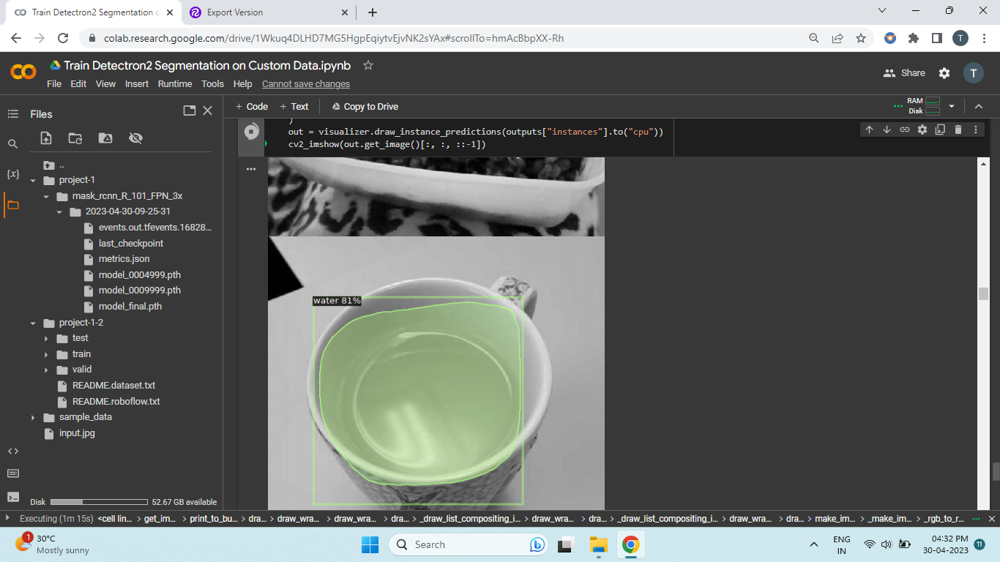 Train Detectron2 Segmentation o
Export Version
colab.research.google.com/drive/1Wkuq4DLHD7MG5HgpEqiytvEjvNK2sYAx#scrollTo=hmAcBbpXX-Rh
T
Train Detectron2 Segmentation on Custom Data.ipynb
Share
T
File Edit View Insert Runtime Tools Help Cannot save changes
Files
+ Code + Text Copy to Drive
RAM
Disk
{x}
..
project-1
mask_rcnn_R_101_FPN_3x
2023-04-30-09-25-31
events.out.tfevents.16828...
last_checkpoint
metrics.json
model_0004999.pth
model_0009999.pth
model_final.pth
project-1-2
test
train
valid
README.dataset.txt
README.roboflow.txt
sample_data
input.jpg
Disk 52.67 GB available
)
out = visualizer.draw_instance_predictions(outputs["instances"].to("cpu"))
cv2_imshow(out.get_image()[:, :, ::-1])
water 81%
Executing (1m 15s) <cell lin... > get_im... > print_to_bu... > dra... > draw_wra... > draw_wra... > dra... > _draw_list_compositing_i... > draw_wra... > dra... > _draw_list_compositing_i... > draw_wra... > dra... > make_im... > _make_im... > _rgb_to_r...
1
30°C
Mostly sunny
Search
ENG
IN
04:32 PM
30-04-2023
11